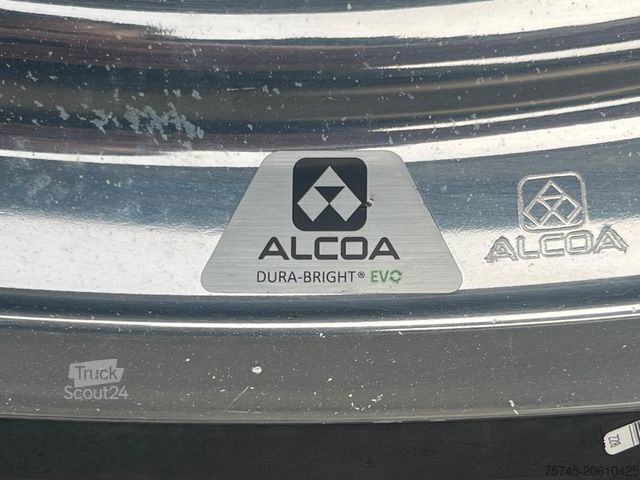 ALCOA
DURA-BRIGHT® EVO
ALCOA
Truck
Scout24
75745-20610425